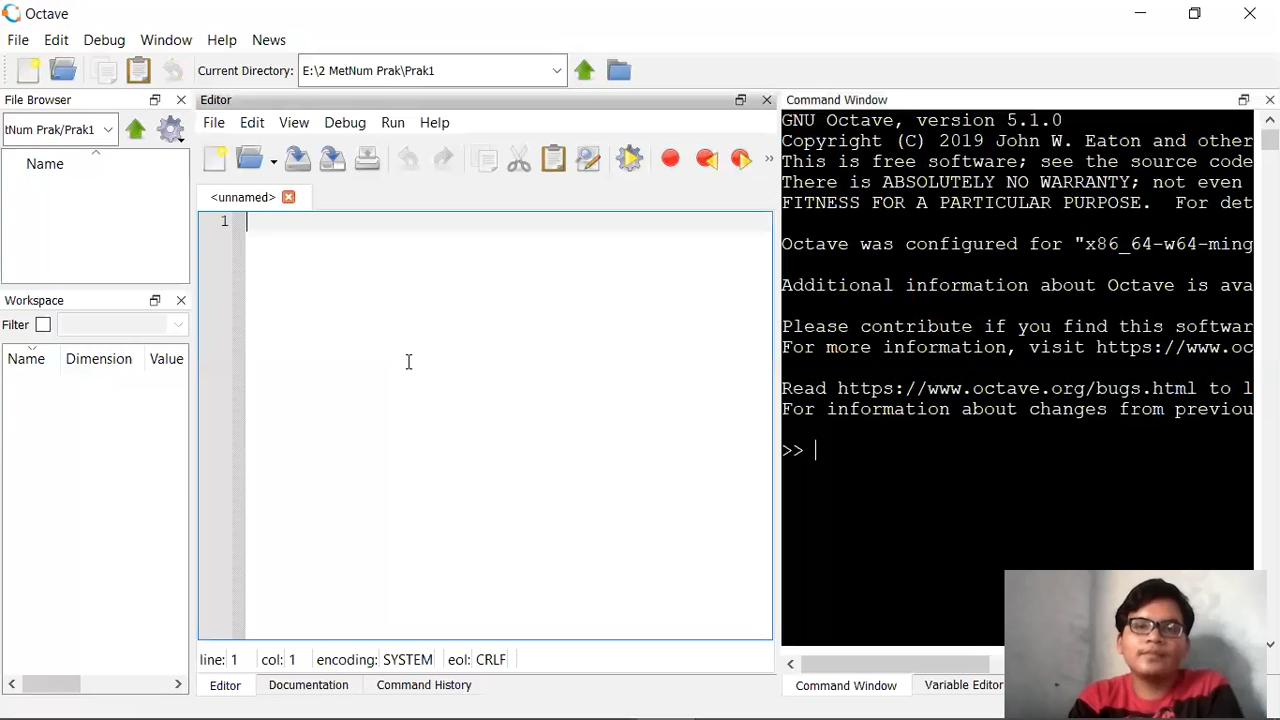 Octave
File Edit Debug Window Help News
Current Directory: E:\2 MetNum Prak\Prak1
File Browser
tNum Prak/Prak1
Name
Workspace
Filter
Name Dimension Value
Editor
File Edit View Debug Run Help
»
<unnamed>
1
line: 1 col: 1 encoding: SYSTEM eol: CRLF
Editor Documentation Command History
Command Window
GNU Octave, version 5.1.0
Copyright (C) 2019 John W. Eaton and other
This is free software; see the source code
There is ABSOLUTELY NO WARRANTY; not even
FITNESS FOR A PARTICULAR PURPOSE. For det
Octave was configured for "x86_64-w64-ming
Additional information about Octave is ava
Please contribute if you find this softwar
For more information, visit https://www.oc
Read https://www.octave.org/bugs.html to l
For information about changes from previou
>>
Command Window Variable Editor